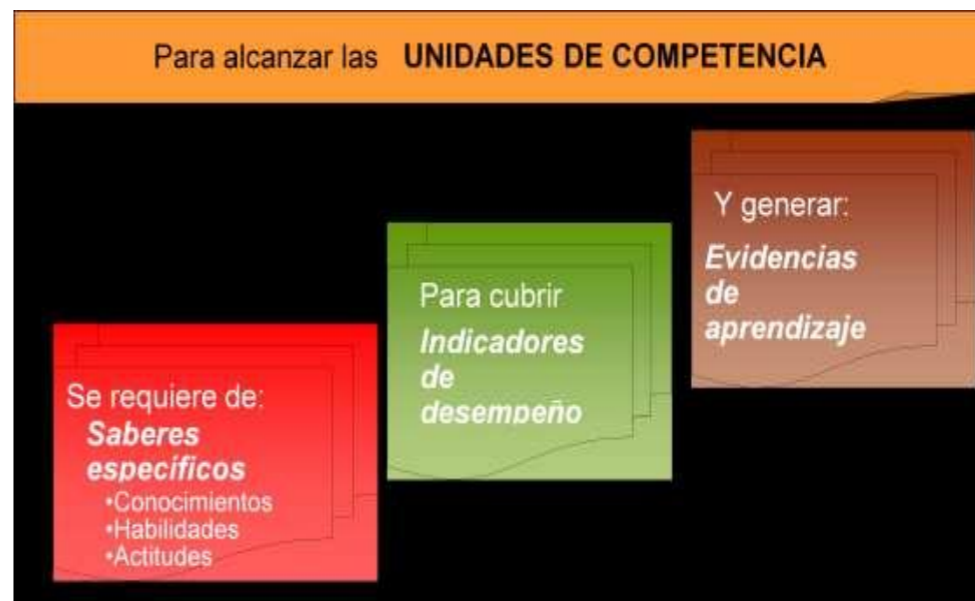 Para alcanzar las UNIDADES DE COMPETENCIA
Se requiere de:
Saberes
especificos
•Conocimientos
•Habilidades
•Actitudes
Para cubrir
Indicadores
de
desempeño
Y generar:
Evidencias
de
aprendizaje